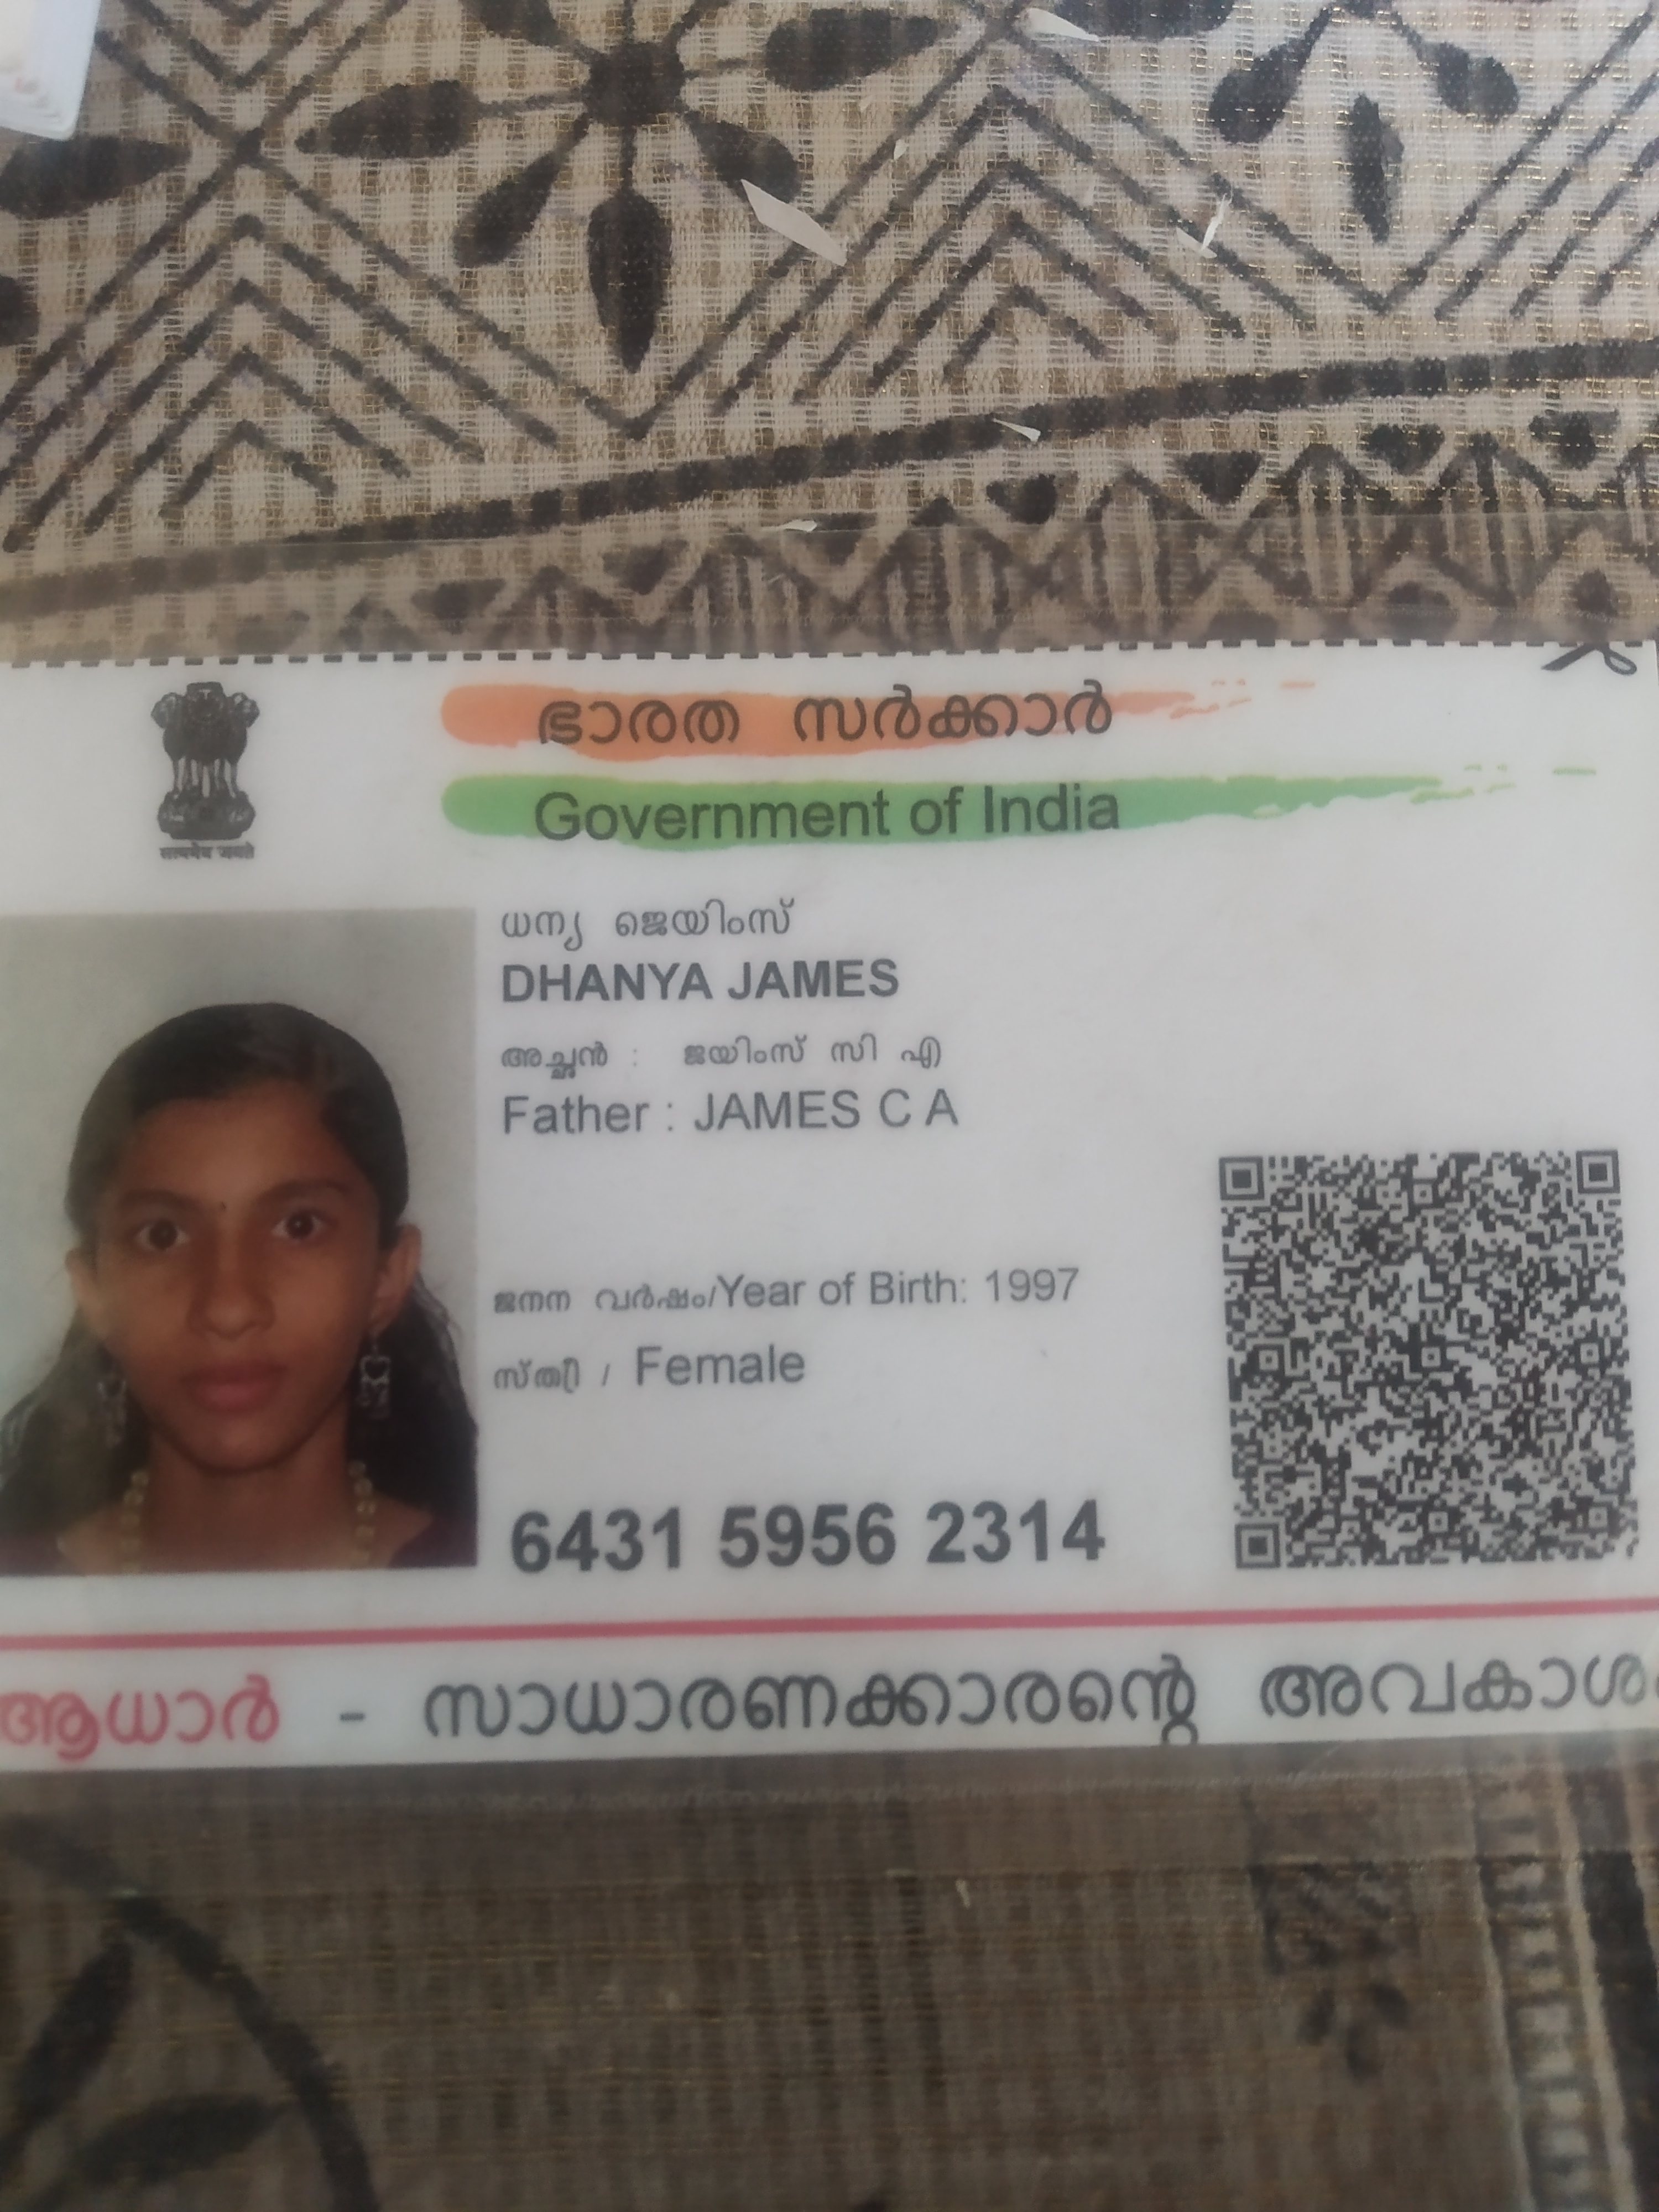 सत्यमेव जयते
ഭാരത സർക്കാർ
Government of India
ധന്യ ജെയിംസ്
DHANYA JAMES
അച്ഛൻ : ജയിംസ് സി എ
Father : JAMES C A
ജനന വർഷം/Year of Birth: 1997
സ്ത്രീ / Female
6431 5956 2314
ആധാർ - സാധാരണക്കാരന്റെ അവകാശം